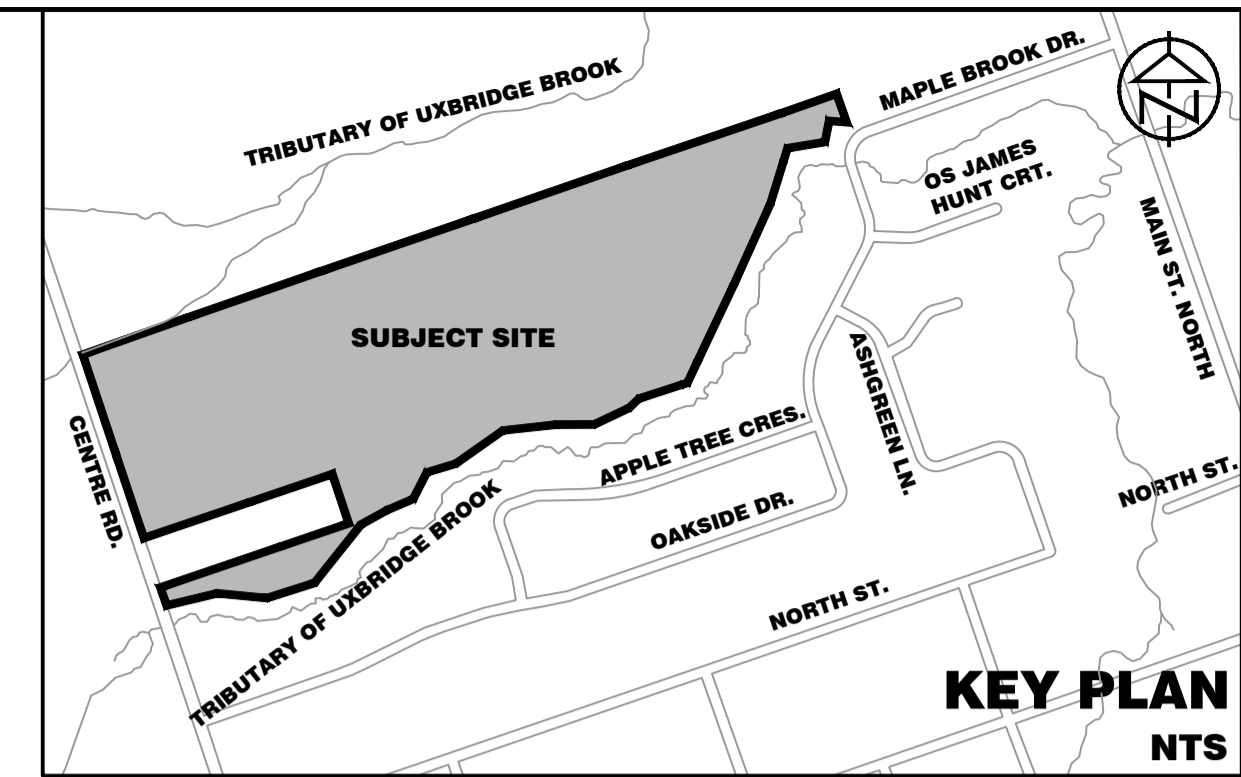 TRIBUTARY OF UXBRIDGE BROOK
MAPLE BROOK DR.
N
OS JAMES
HUNT CRT.
MAIN ST. NORTH
SUBJECT SITE
ASHGREEN LN.
CENTRE RD.
APPLE TREE CRES.
NORTH ST.
OAKSIDE DR.
TRIBUTARY OF UXBRIDGE BROOK
NORTH ST.
KEY PLAN
NTS